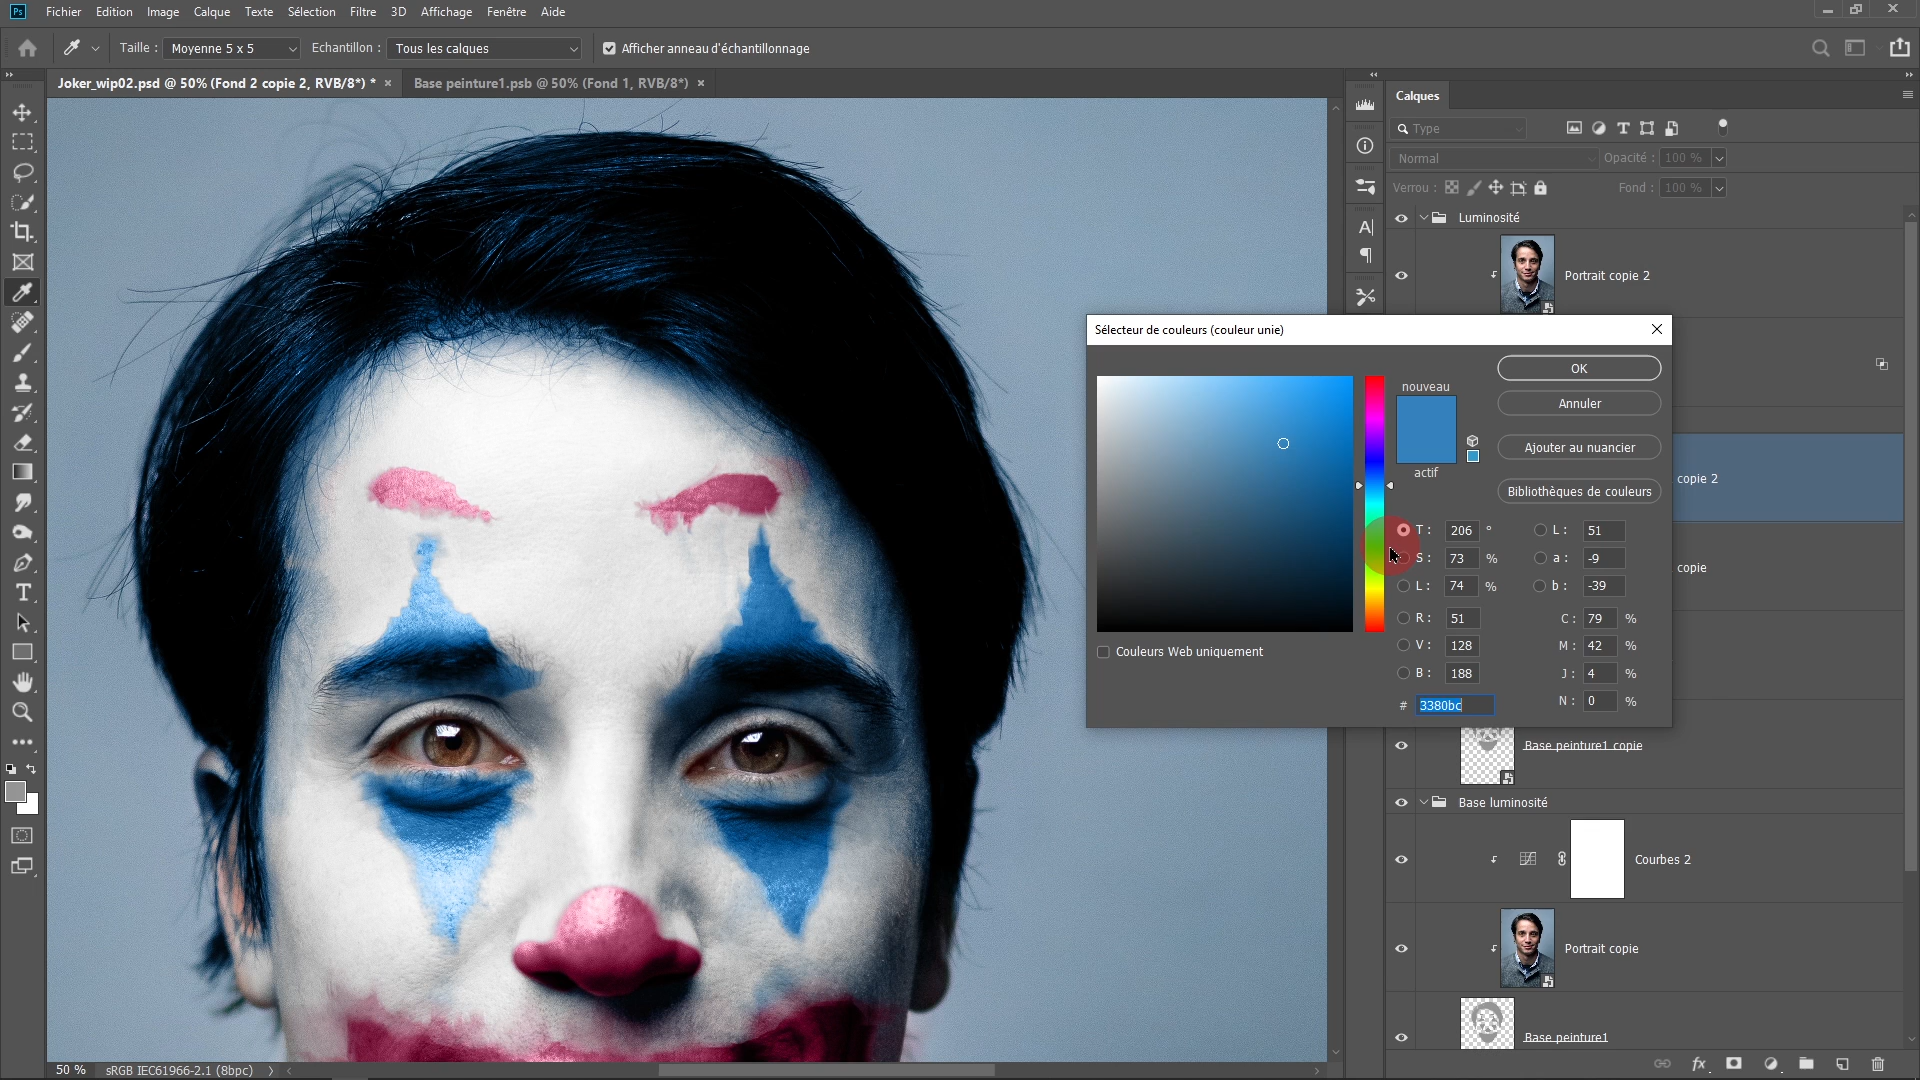 Ps Fichier Edition Image Calque Texte Sélection Filtre 3D Affichage Fenêtre Aide
Taille : Moyenne 5 x 5 Echantillon : Tous les calques Afficher anneau d'échantillonnage
Joker_wip02.psd @ 50% (Fond 2 copie 2, RVB/8*) * × Base peinture1.psb @ 50% (Fond 1, RVB/8*) ×
Calques
Type
Normal Opacité : 100 %
Verrou : Fond : 100 %
Luminosité
Portrait copie 2
Sélecteur de couleurs (couleur unie)
OK
nouveau
Annuler
Ajouter au nuancier
actif
copie 2
Bibliothèques de couleurs
T : 206 ° L : 51
S : 73 % a : -9
copie
L : 74 % b : -39
R : 51 C : 79 %
V : 128 M : 42 %
Couleurs Web uniquement
B : 188 J : 4 %
# 3380bc N : 0 %
Base peinture1 copie
Base luminosité
Courbes 2
Portrait copie
Base peinture1
50 % sRGB IEC61966-2.1 (8bpc)
fx